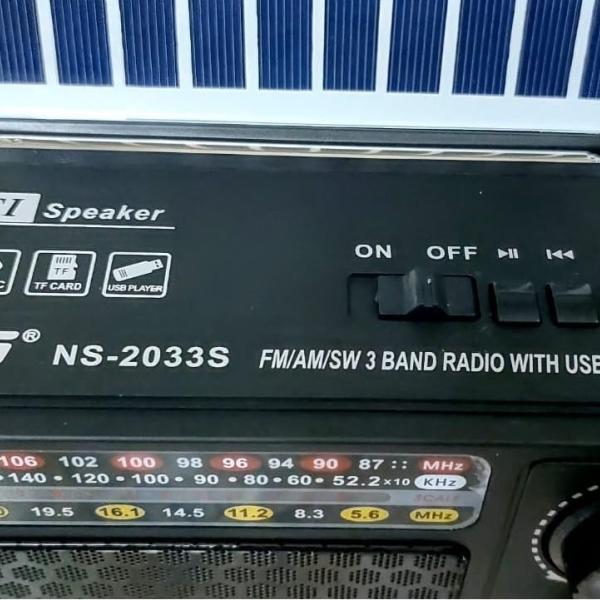 Speaker
ON OFF
TF
TF CARD
USB PLAYER
® NS-2033S FM/AM/SW 3 BAND RADIO WITH USB
106 102 100 98 96 94 90 87 :: MHz
140 • 120 • 100 • 90 • 80 • 60 • 52.2 ×10 KHz
19.5 16.1 14.5 11.2 8.3 5.6 MHz